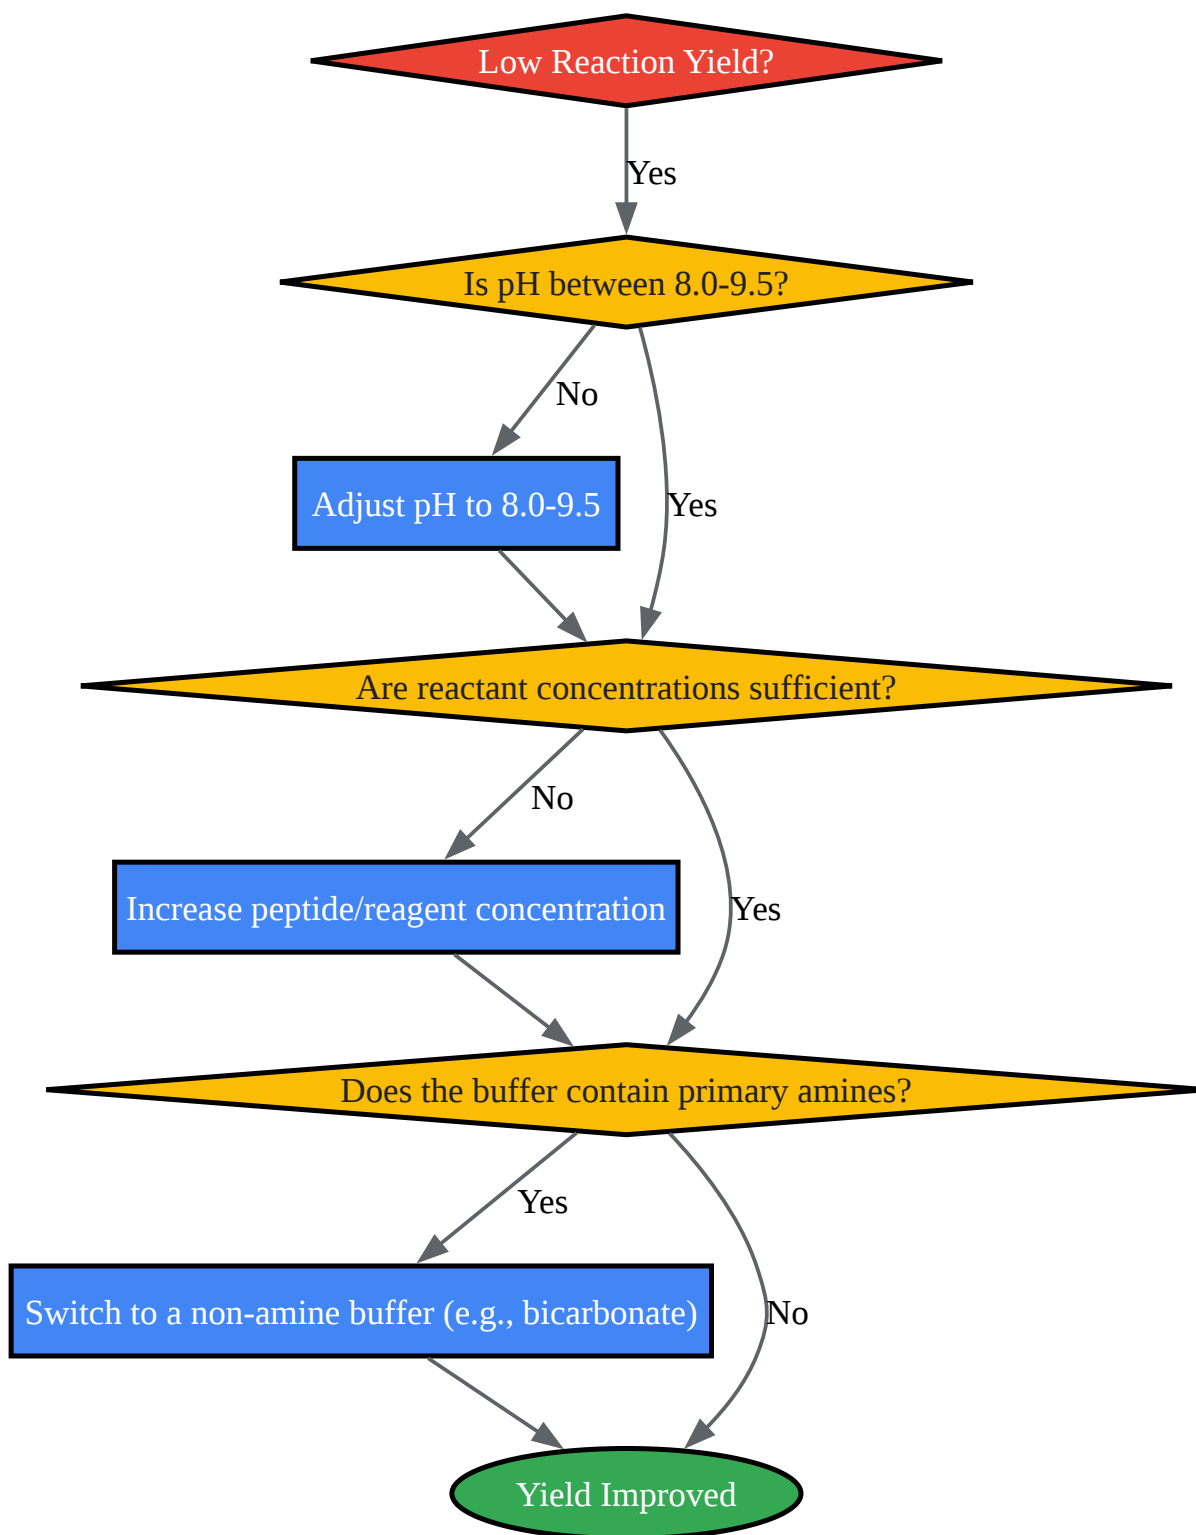 Low Reaction Yield?
Yes
Is pH between 8.0-9.5?
No
Adjust pH to 8.0-9.5
Yes
Are reactant concentrations sufficient?
No
Increase peptide/reagent concentration
Yes
Does the buffer contain primary amines?
Yes
Switch to a non-amine buffer (e.g., bicarbonate)
No
Yield Improved